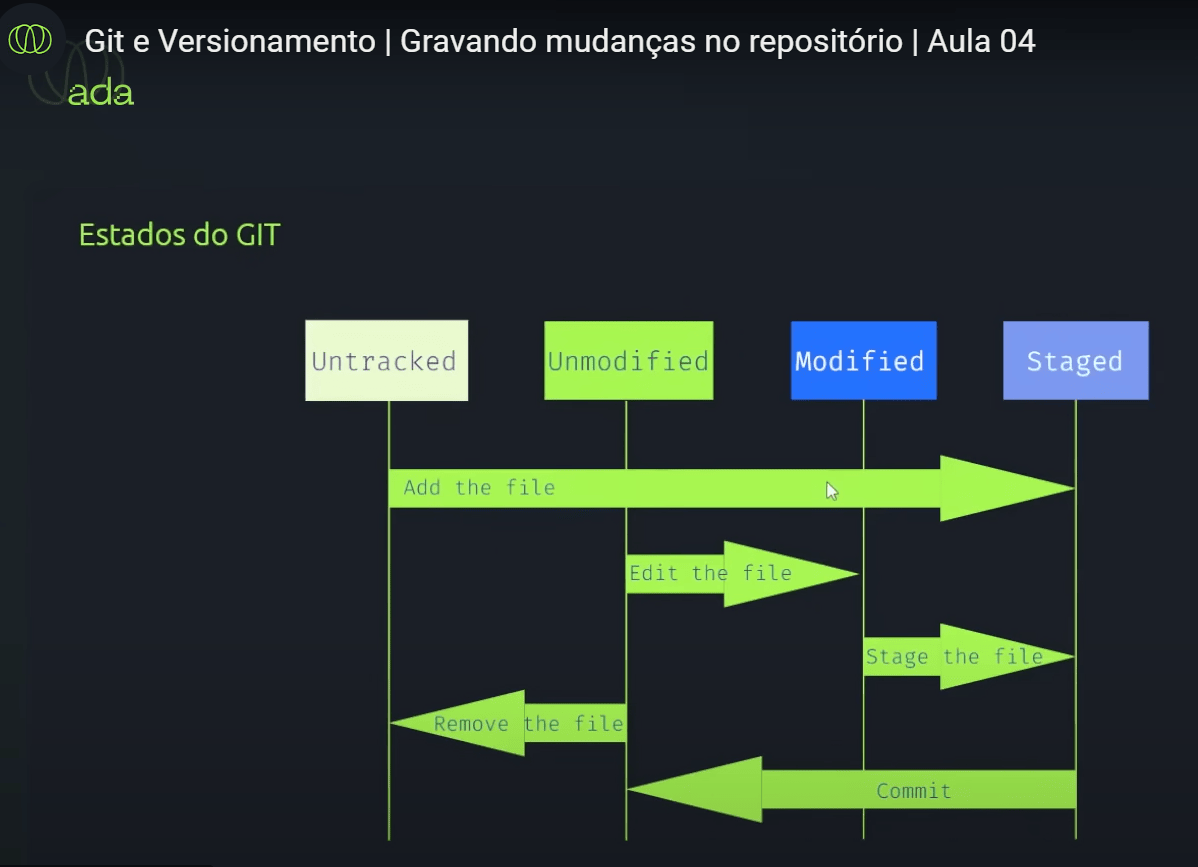 Git e Versionamento | Gravando mudanças no repositório | Aula 04
ada
Estados do GIT
Untracked
Unmodified
Modified
Staged
Add the file
Edit the file
Stage the file
Remove the file
Commit